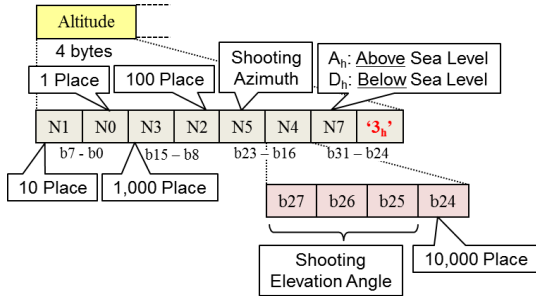 Altitude
4 bytes
1 Place
100 Place
Shooting
Azimuth
Ah: Above Sea Level
Dh: Below Sea Level
N1 N0 N3 N2 N5 N4 N7 '3h'
b7 - b0 b15 – b8 b23 – b16 b31 – b24
10 Place
1,000 Place
b27 b26 b25 b24
Shooting
Elevation Angle
10,000 Place